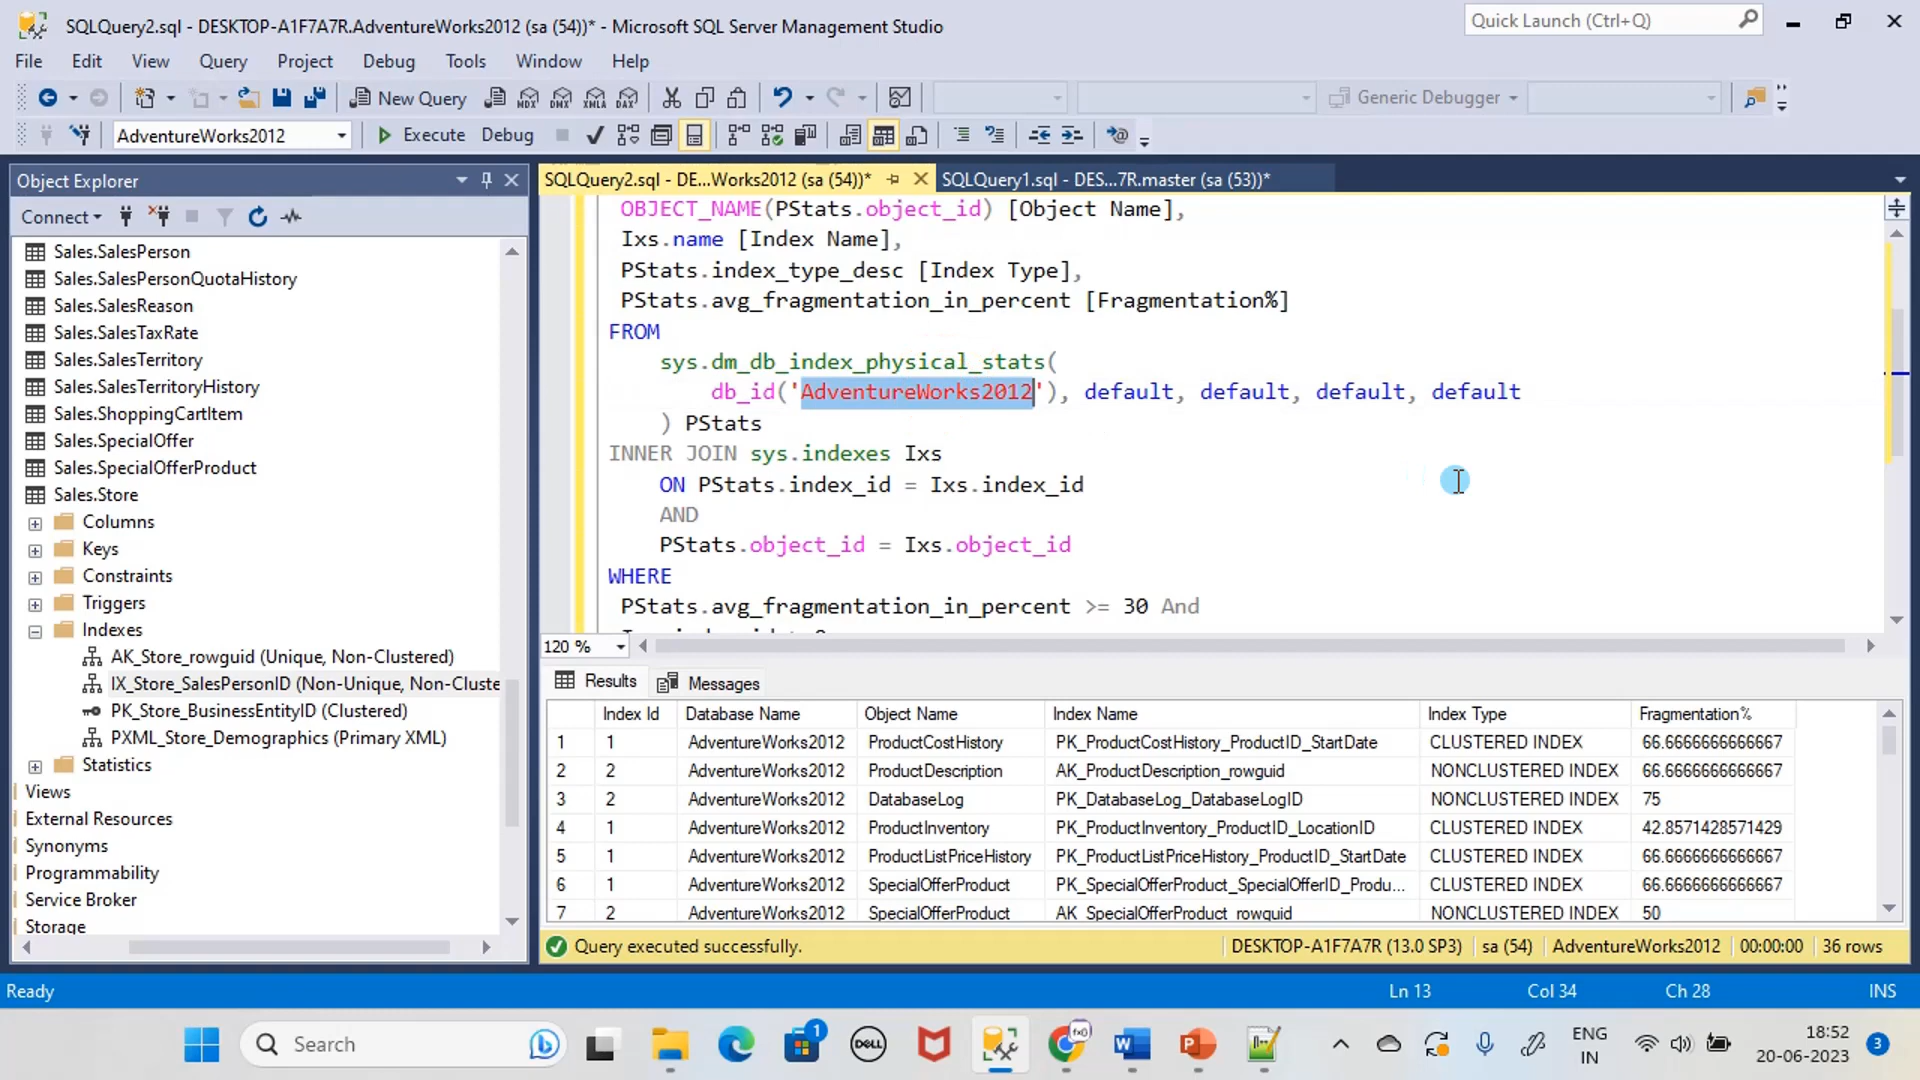 SQLQuery2.sql - DESKTOP-A1F7A7R.AdventureWorks2012 (sa (54))* - Microsoft SQL Server Management Studio
Quick Launch (Ctrl+Q)
File Edit View Query Project Debug Tools Window Help
New Query MDX DMX XMLA DAX Generic Debugger
AdventureWorks2012 Execute Debug
Object Explorer
SQLQuery2.sql - DE...Works2012 (sa (54))* SQLQuery1.sql - DES...7R.master (sa (53))*
Connect
Sales.SalesPerson
Sales.SalesPersonQuotaHistory
Sales.SalesReason
Sales.SalesTaxRate
Sales.SalesTerritory
Sales.SalesTerritoryHistory
Sales.ShoppingCartItem
Sales.SpecialOffer
Sales.SpecialOfferProduct
Sales.Store
Columns
Keys
Constraints
Triggers
Indexes
AK_Store_rowguid (Unique, Non-Clustered)
IX_Store_SalesPersonID (Non-Unique, Non-Cluste
PK_Store_BusinessEntityID (Clustered)
PXML_Store_Demographics (Primary XML)
Statistics
Views
External Resources
Synonyms
Programmability
Service Broker
Storage
OBJECT_NAME(PStats.object_id) [Object Name],
Ixs.name [Index Name],
PStats.index_type_desc [Index Type],
PStats.avg_fragmentation_in_percent [Fragmentation%]
FROM
sys.dm_db_index_physical_stats(
db_id('AdventureWorks2012'), default, default, default, default
) PStats
INNER JOIN sys.indexes Ixs
ON PStats.index_id = Ixs.index_id
AND
PStats.object_id = Ixs.object_id
WHERE
PStats.avg_fragmentation_in_percent >= 30 And
120 %
Results Messages
Index Id Database Name Object Name Index Name Index Type Fragmentation%
1 1 AdventureWorks2012 ProductCostHistory PK_ProductCostHistory_ProductID_StartDate CLUSTERED INDEX 66.6666666666667
2 2 AdventureWorks2012 ProductDescription AK_ProductDescription_rowguid NONCLUSTERED INDEX 66.6666666666667
3 2 AdventureWorks2012 DatabaseLog PK_DatabaseLog_DatabaseLogID NONCLUSTERED INDEX 75
4 1 AdventureWorks2012 ProductInventory PK_ProductInventory_ProductID_LocationID CLUSTERED INDEX 42.8571428571429
5 1 AdventureWorks2012 ProductListPriceHistory PK_ProductListPriceHistory_ProductID_StartDate CLUSTERED INDEX 66.6666666666667
6 1 AdventureWorks2012 SpecialOfferProduct PK_SpecialOfferProduct_SpecialOfferID_Produ... CLUSTERED INDEX 66.6666666666667
7 2 AdventureWorks2012 SpecialOfferProduct AK_SpecialOfferProduct_rowguid NONCLUSTERED INDEX 50
Query executed successfully. DESKTOP-A1F7A7R (13.0 SP3) sa (54) AdventureWorks2012 00:00:00 36 rows
Ready Ln 13 Col 34 Ch 28 INS
Search 1 DELL fx0 W P ENG IN 18:52 20-06-2023 3